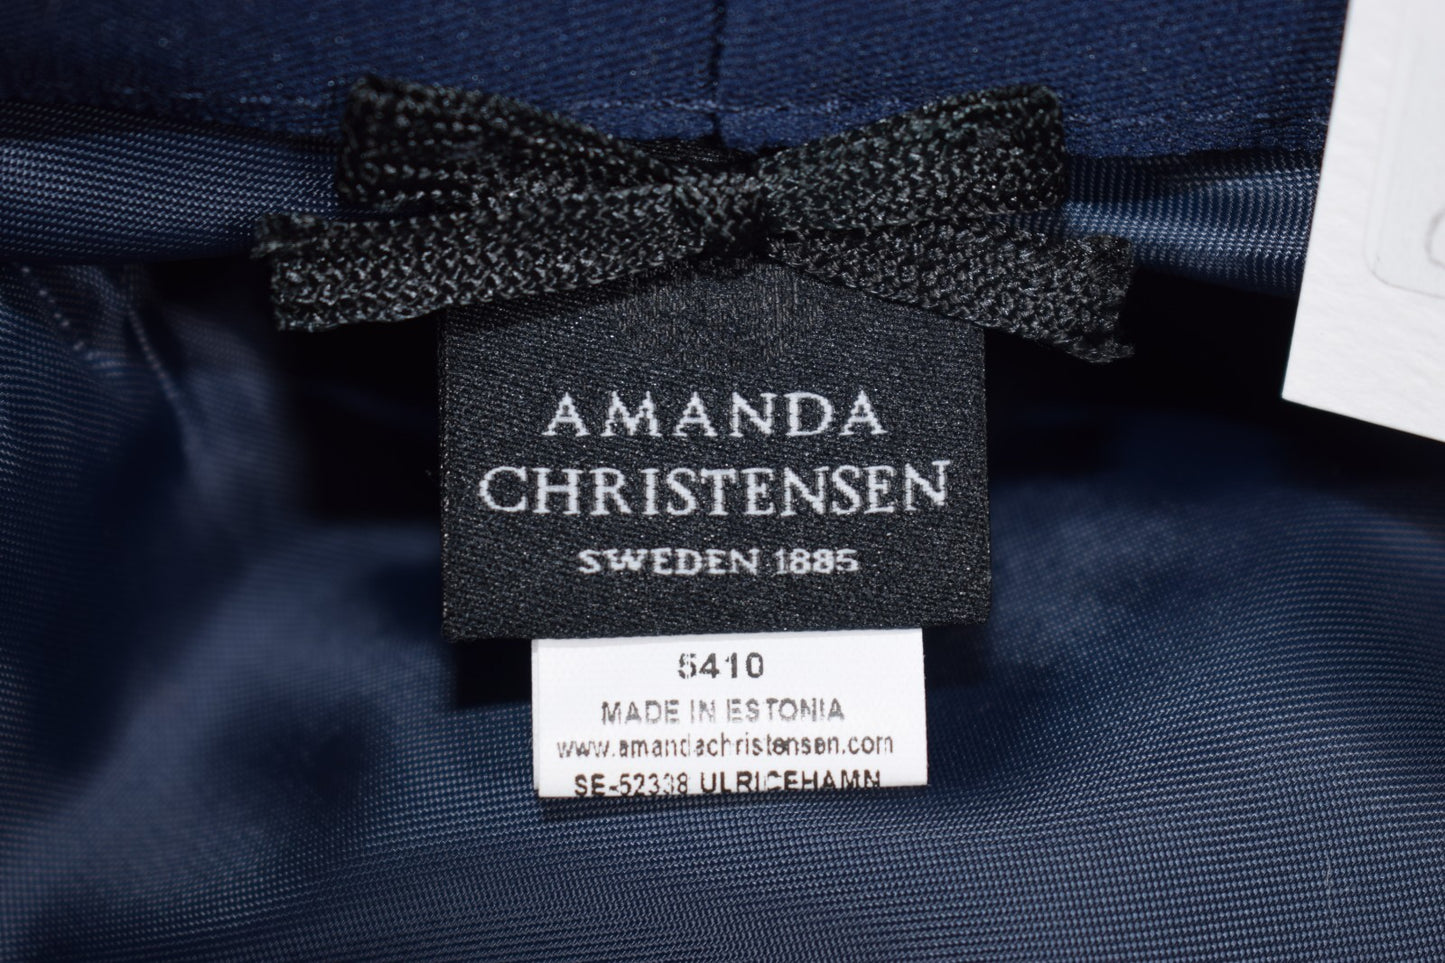 AMANDA
CHRISTENSEN
SWEDEN 1885
5410
MADE IN ESTONIA
www.amandachristensen.com
SE-52338 ULRICEHAMN